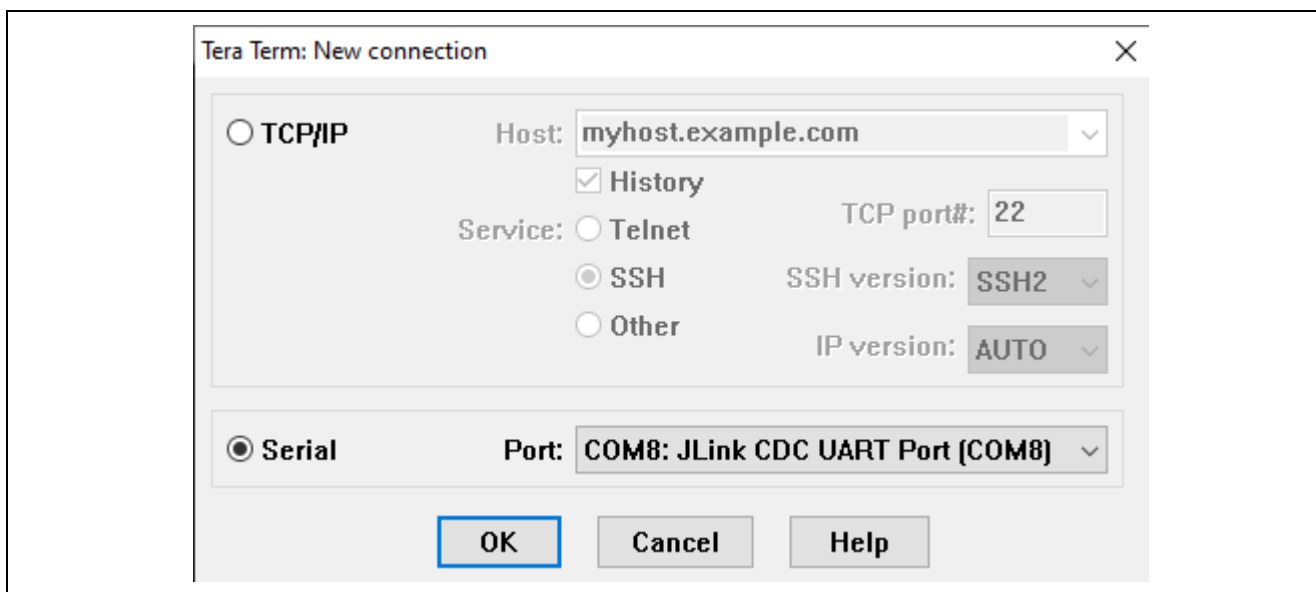 Tera Term: New connection
TCP/IP Host: myhost.example.com
History
Service: Telnet TCP port#: 22
SSH SSH version: SSH2
Other IP version: AUTO
Serial Port: COM8: JLink CDC UART Port (COM8)
OK Cancel Help